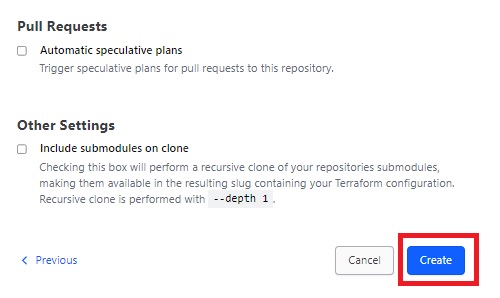 Pull Requests
Automatic speculative plans
Trigger speculative plans for pull requests to this repository.
Other Settings
Include submodules on clone
Checking this box will perform a recursive clone of your repositories submodules,
making them available in the resulting slug containing your Terraform configuration.
Recursive clone is performed with --depth 1.
Previous
Cancel
Create